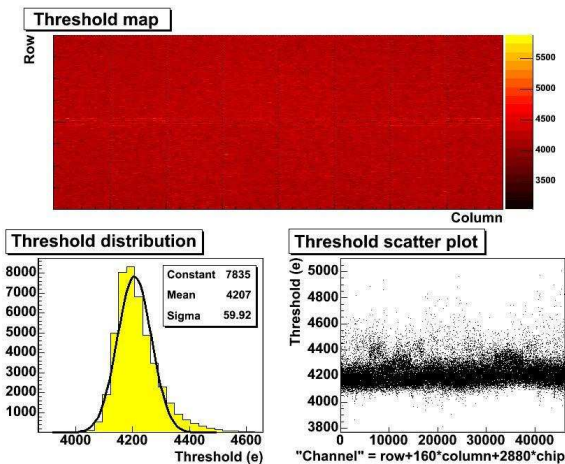 Threshold map
Row
5500
5000
4500
4000
3500
Column
Threshold distribution
8000
7000
6000
5000
4000
3000
2000
1000
Constant 7835
Mean 4207
Sigma 59.92
4000 4200 4400 4600
Threshold (e)
Threshold scatter plot
Threshold (e)
5000
4800
4600
4400
4200
4000
3800
0 10000 20000 30000 40000
"Channel" = row+160*column+2880*chip